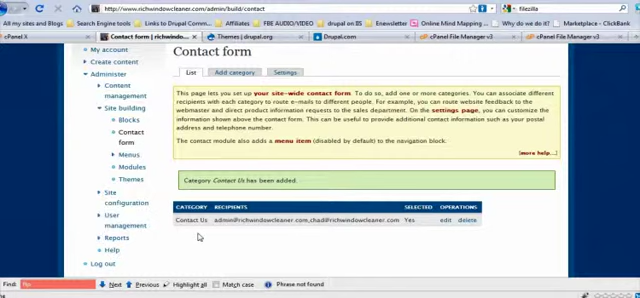 http://www.richwindowcleaner.com/admin/build/contact
filezilla
Most Visited
Search Engine tools
Other Links to Catch
Affiliates
FBE AUDIO/VIDEO
drupal on IIS
Enewsletter
Online Mind Mapping ...
Why do we do it?
Marketplace - ClickBank
cPanel X
Contact form | richwindo...
Themes | drupal.org
Drupal.com
cPanel File Manager v3
cPanel File Manager v3
My account
Create content
Administer
Content management
Site building
Blocks
Contact form
Menus
Modules
Themes
Site configuration
User management
Reports
Help
Log out
Contact form
List
Add category
Settings
This page lets you set up your site-wide contact form. To do so, add one or more categories. You can associate different
recipients with each category to route e-mails to different people. For example, you can route website feedback to the
webmaster and direct product information requests to the sales department. On the settings page, you can customize the
information shown above the contact form. This can be useful to provide additional contact information such as your postal
address and telephone number.
The contact module also adds a menu item (disabled by default) to the navigation block.
[more help...]
Category Contact Us has been added.
CATEGORY RECIPIENTS SELECTED OPERATIONS
Contact Us admin@richwindowcleaner.com,chad@richwindowcleaner.com Yes edit delete
Find:
Next
Previous
Highlight all
Match case
Phrase not found